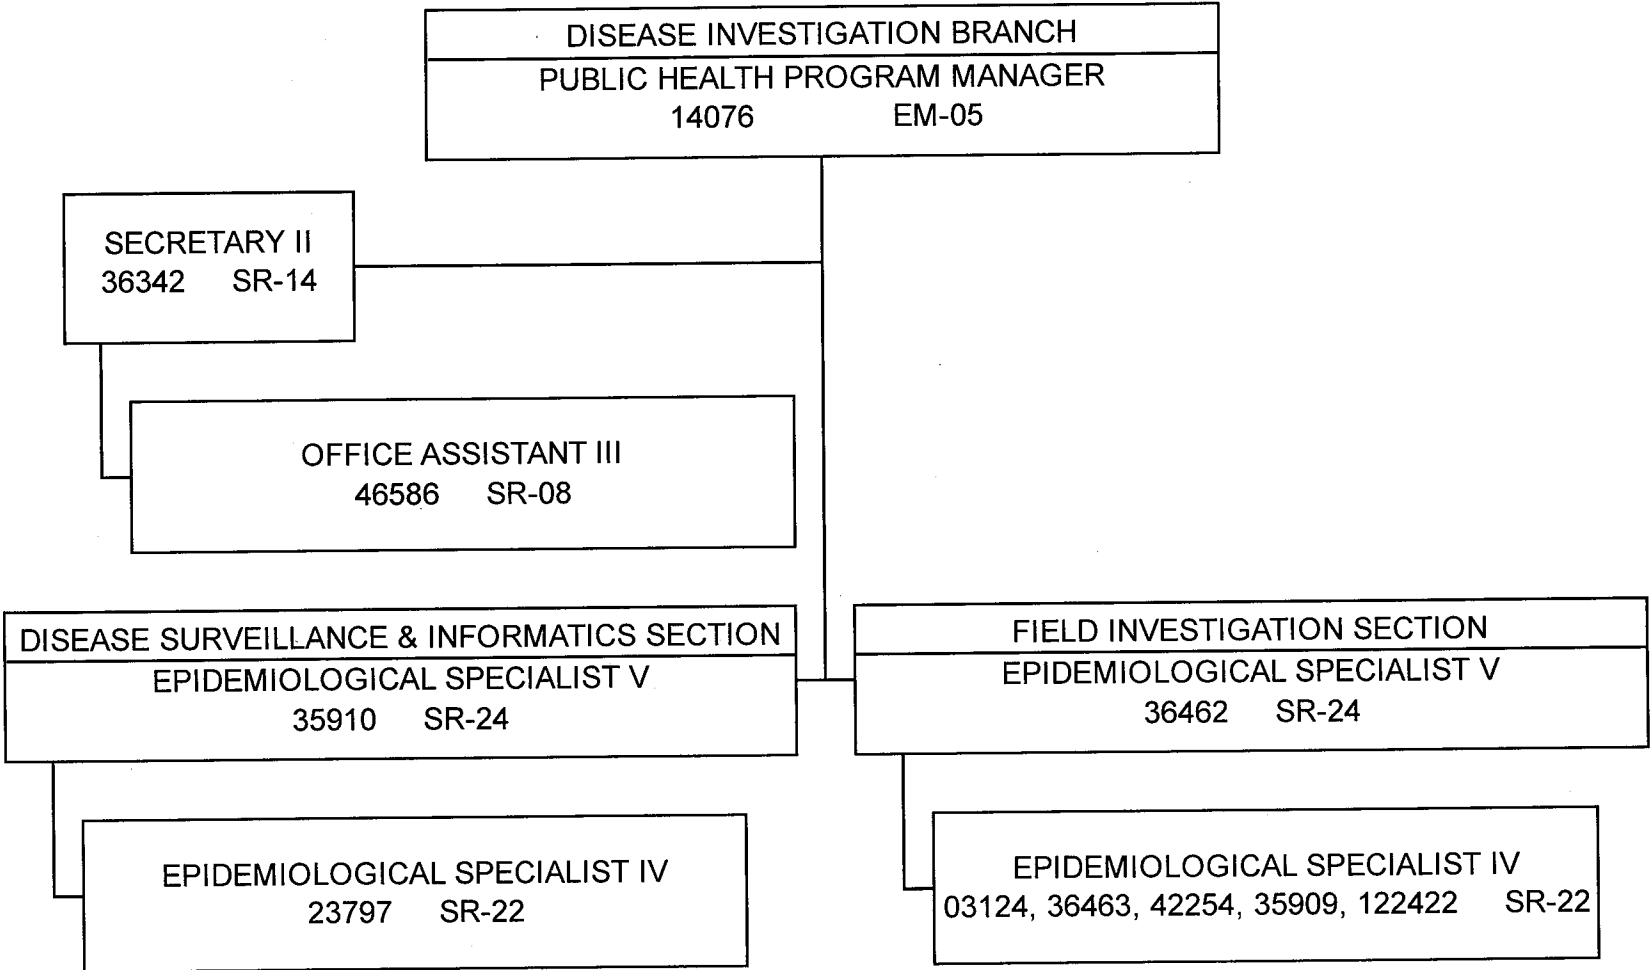 DISEASE INVESTIGATION BRANCH
PUBLIC HEALTH PROGRAM MANAGER
14076 EM-05
SECRETARY II
36342 SR-14
OFFICE ASSISTANT III
46586 SR-08
DISEASE SURVEILLANCE & INFORMATICS SECTION
EPIDEMIOLOGICAL SPECIALIST V
35910 SR-24
EPIDEMIOLOGICAL SPECIALIST IV
23797 SR-22
FIELD INVESTIGATION SECTION
EPIDEMIOLOGICAL SPECIALIST V
36462 SR-24
EPIDEMIOLOGICAL SPECIALIST IV
03124, 36463, 42254, 35909, 122422 SR-22